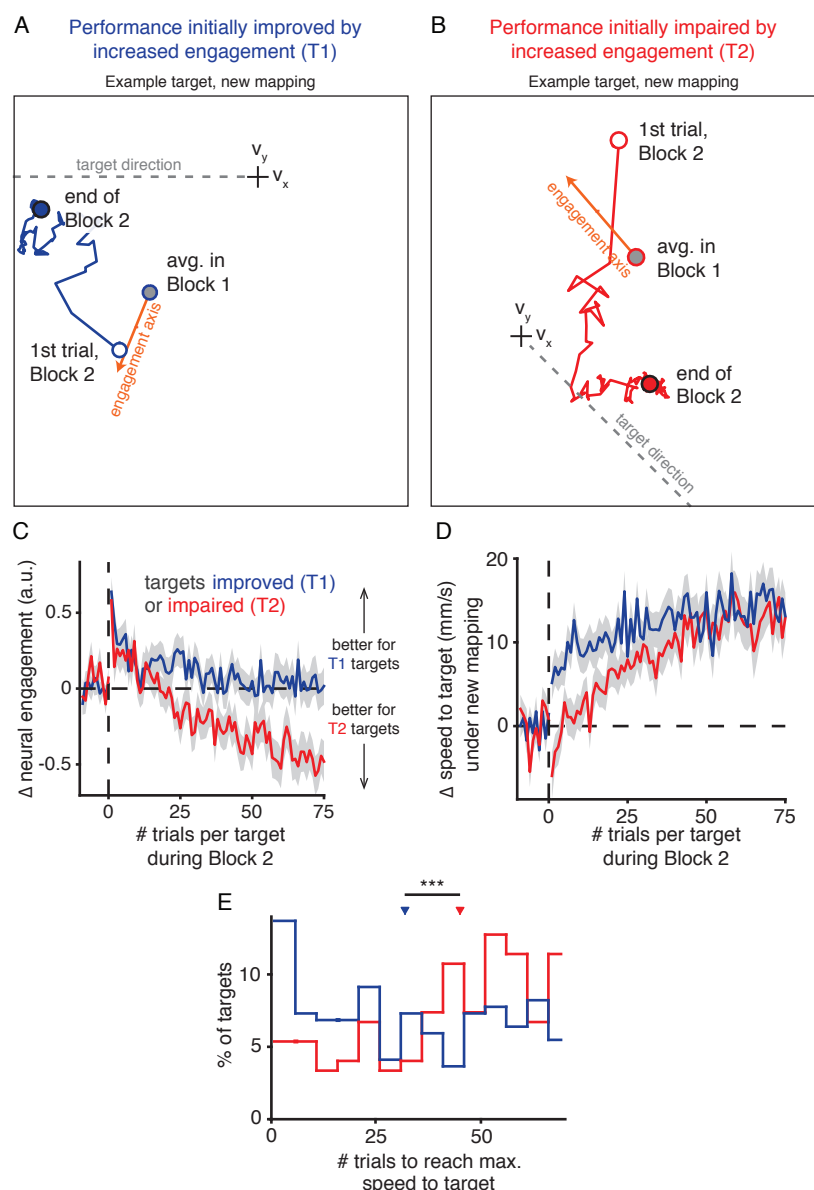 A
Performance initially improved by
increased engagement (T1)
Example target, new mapping
target direction
vy
vx
end of
Block 2
avg. in
Block 1
1st trial,
Block 2
engagement axis
B
Performance initially impaired by
increased engagement (T2)
Example target, new mapping
1st trial,
Block 2
engagement axis
avg. in
Block 1
vy
vx
end of
Block 2
target direction
C
targets improved (T1)
or impaired (T2)
better for
T1 targets
better for
T2 targets
Δ neural engagement (a.u.)
0.5
0
-0.5
0
25
50
75
# trials per target
during Block 2
D
Δ speed to target (mm/s)
under new mapping
20
10
0
0
25
50
75
# trials per target
during Block 2
E
***
% of targets
10
5
0
0
25
50
# trials to reach max.
speed to target